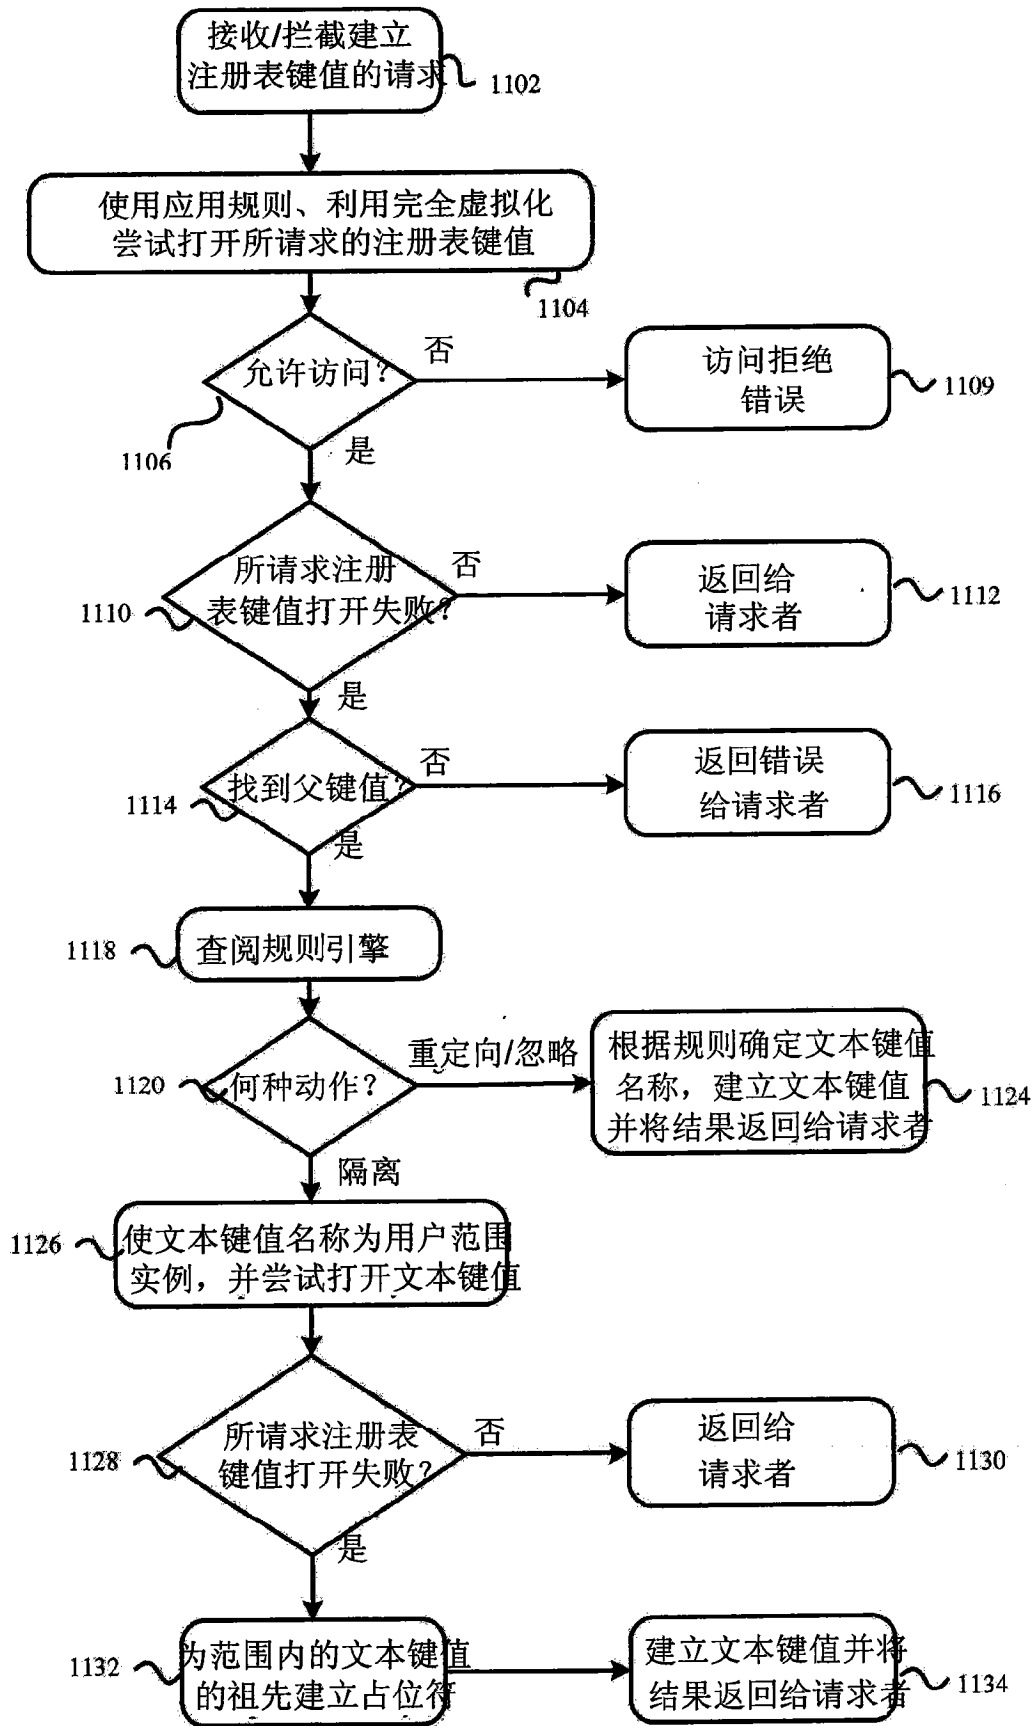 接收/拦截建立
注册表键值的请求
1102
使用应用规则、利用完全虚拟化
尝试打开所请求的注册表键值
1104
允许访问？
否
1106
是
访问拒绝
错误
1109
所请求注册
表键值打开失败？
否
1110
是
返回给
请求者
1112
找到父键值？
否
1114
是
返回错误
给请求者
1116
查阅规则引擎
1118
何种动作？
1120
重定向/忽略
隔离
根据规则确定文本键值
名称，建立文本键值
并将结果返回给请求者
1124
使文本键值名称为用户范围
实例，并尝试打开文本键值
1126
所请求注册表
键值打开失败？
否
1128
是
返回给
请求者
1130
为范围内的文本键值
的祖先建立占位符
1132
建立文本键值并将
结果返回给请求者
1134